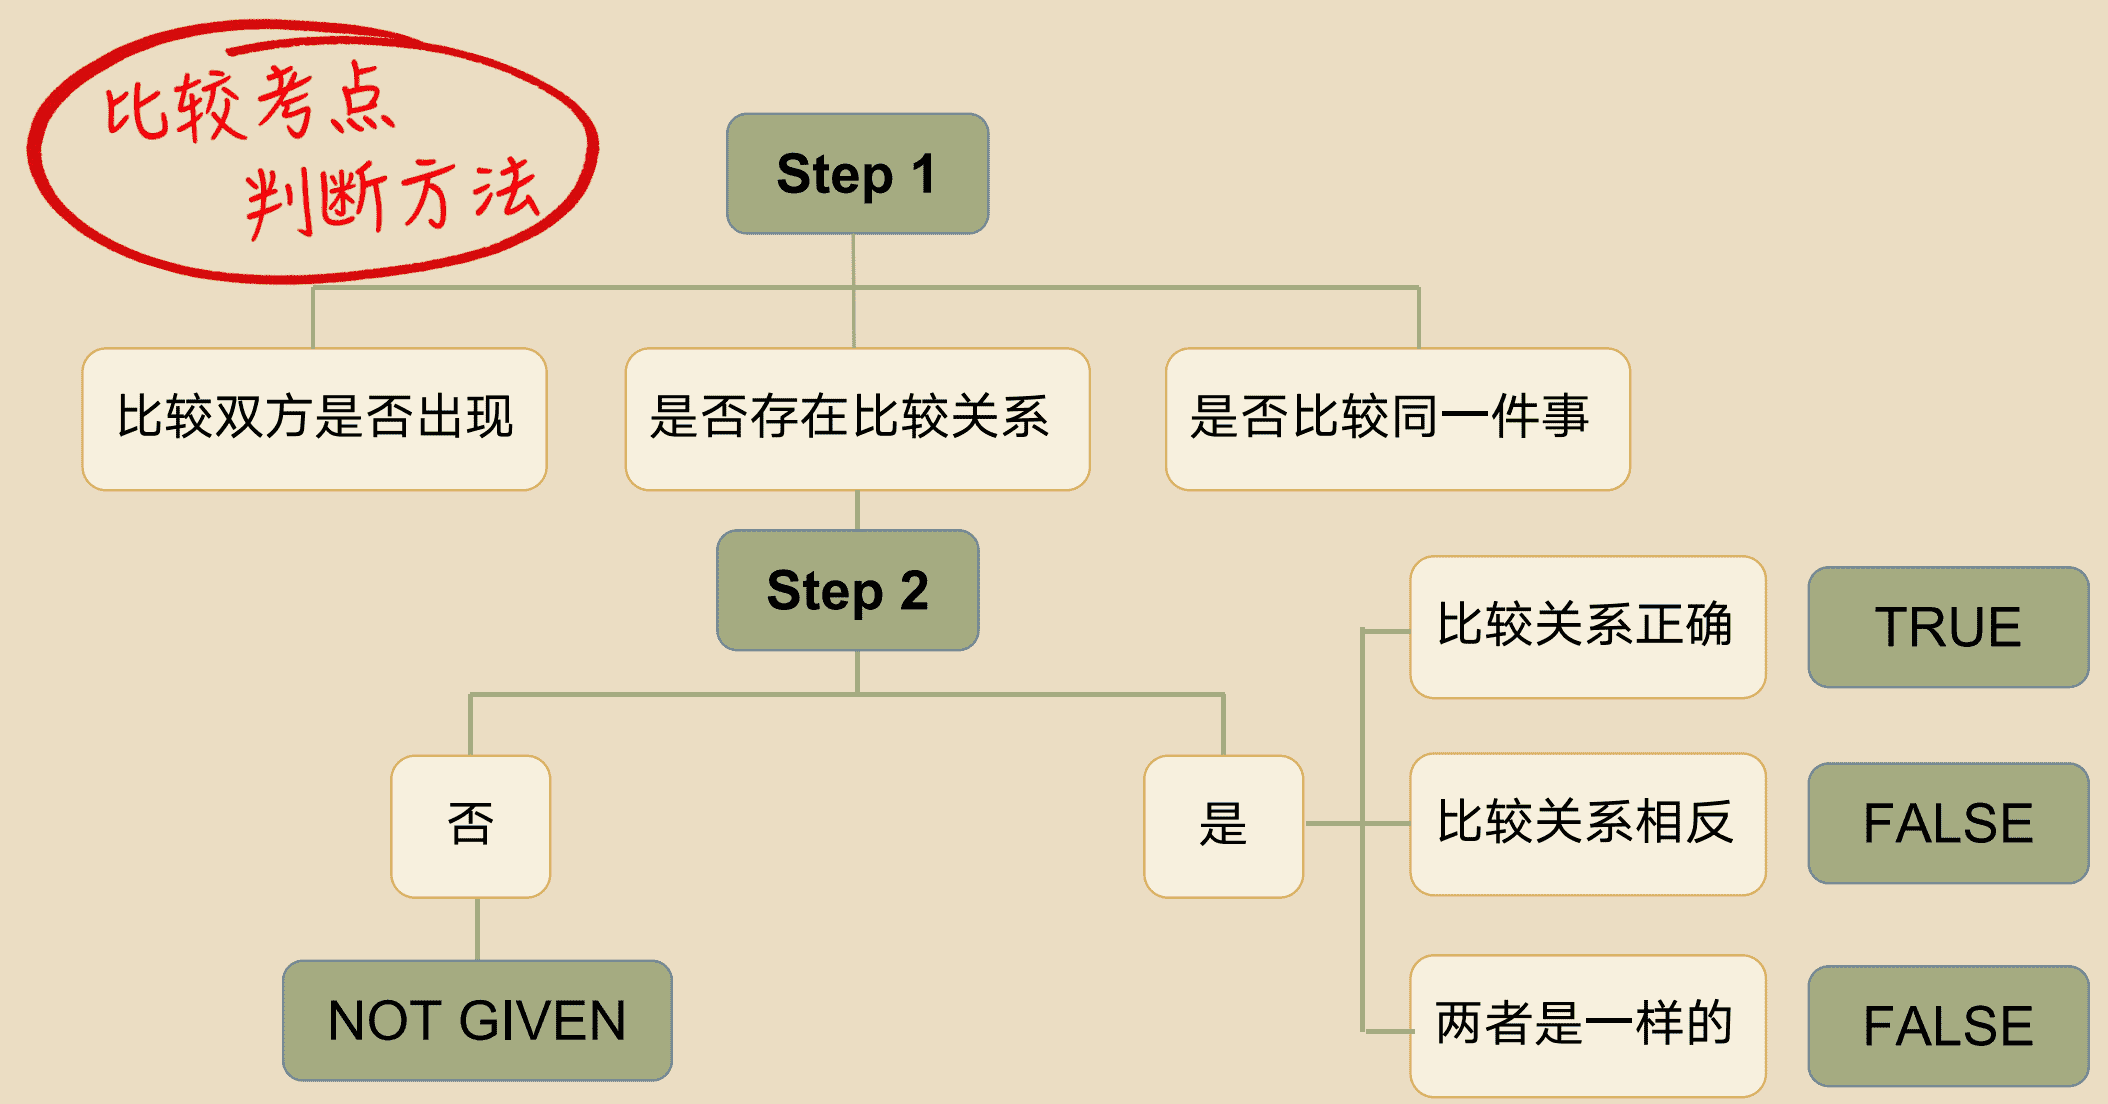 比较考点
判断方法
Step 1
比较双方是否出现
是否存在比较关系
是否比较同一件事
Step 2
否
是
比较关系正确
TRUE
比较关系相反
FALSE
两者是一样的
FALSE
NOT GIVEN